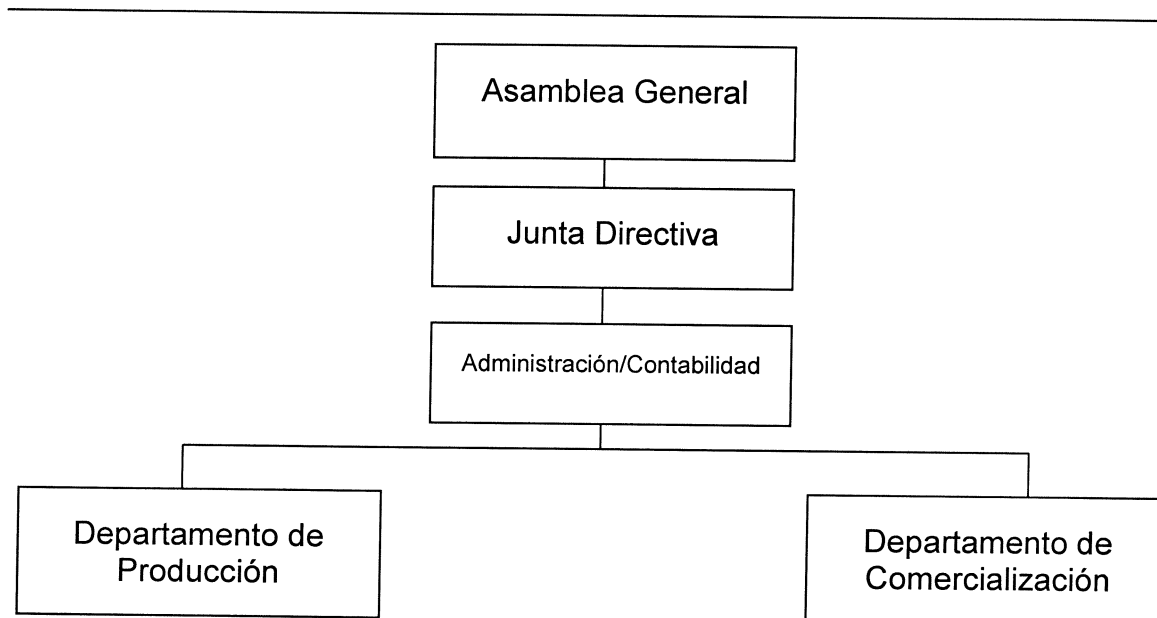 Asamblea General
Junta Directiva
Administración/Contabilidad
Departamento de
Producción
Departamento de
Comercialización